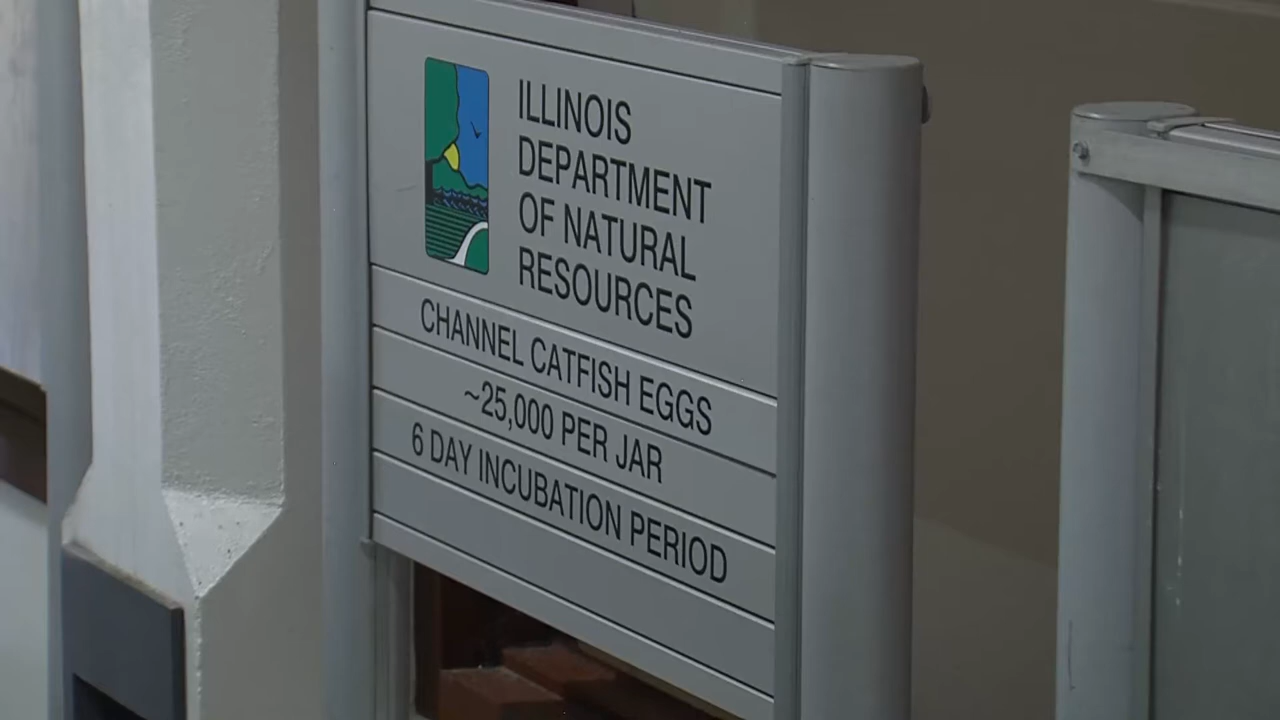 ILLINOIS
DEPARTMENT
OF NATURAL
RESOURCES
CHANNEL CATFISH EGGS
~25,000 PER JAR
6 DAY INCUBATION PERIOD